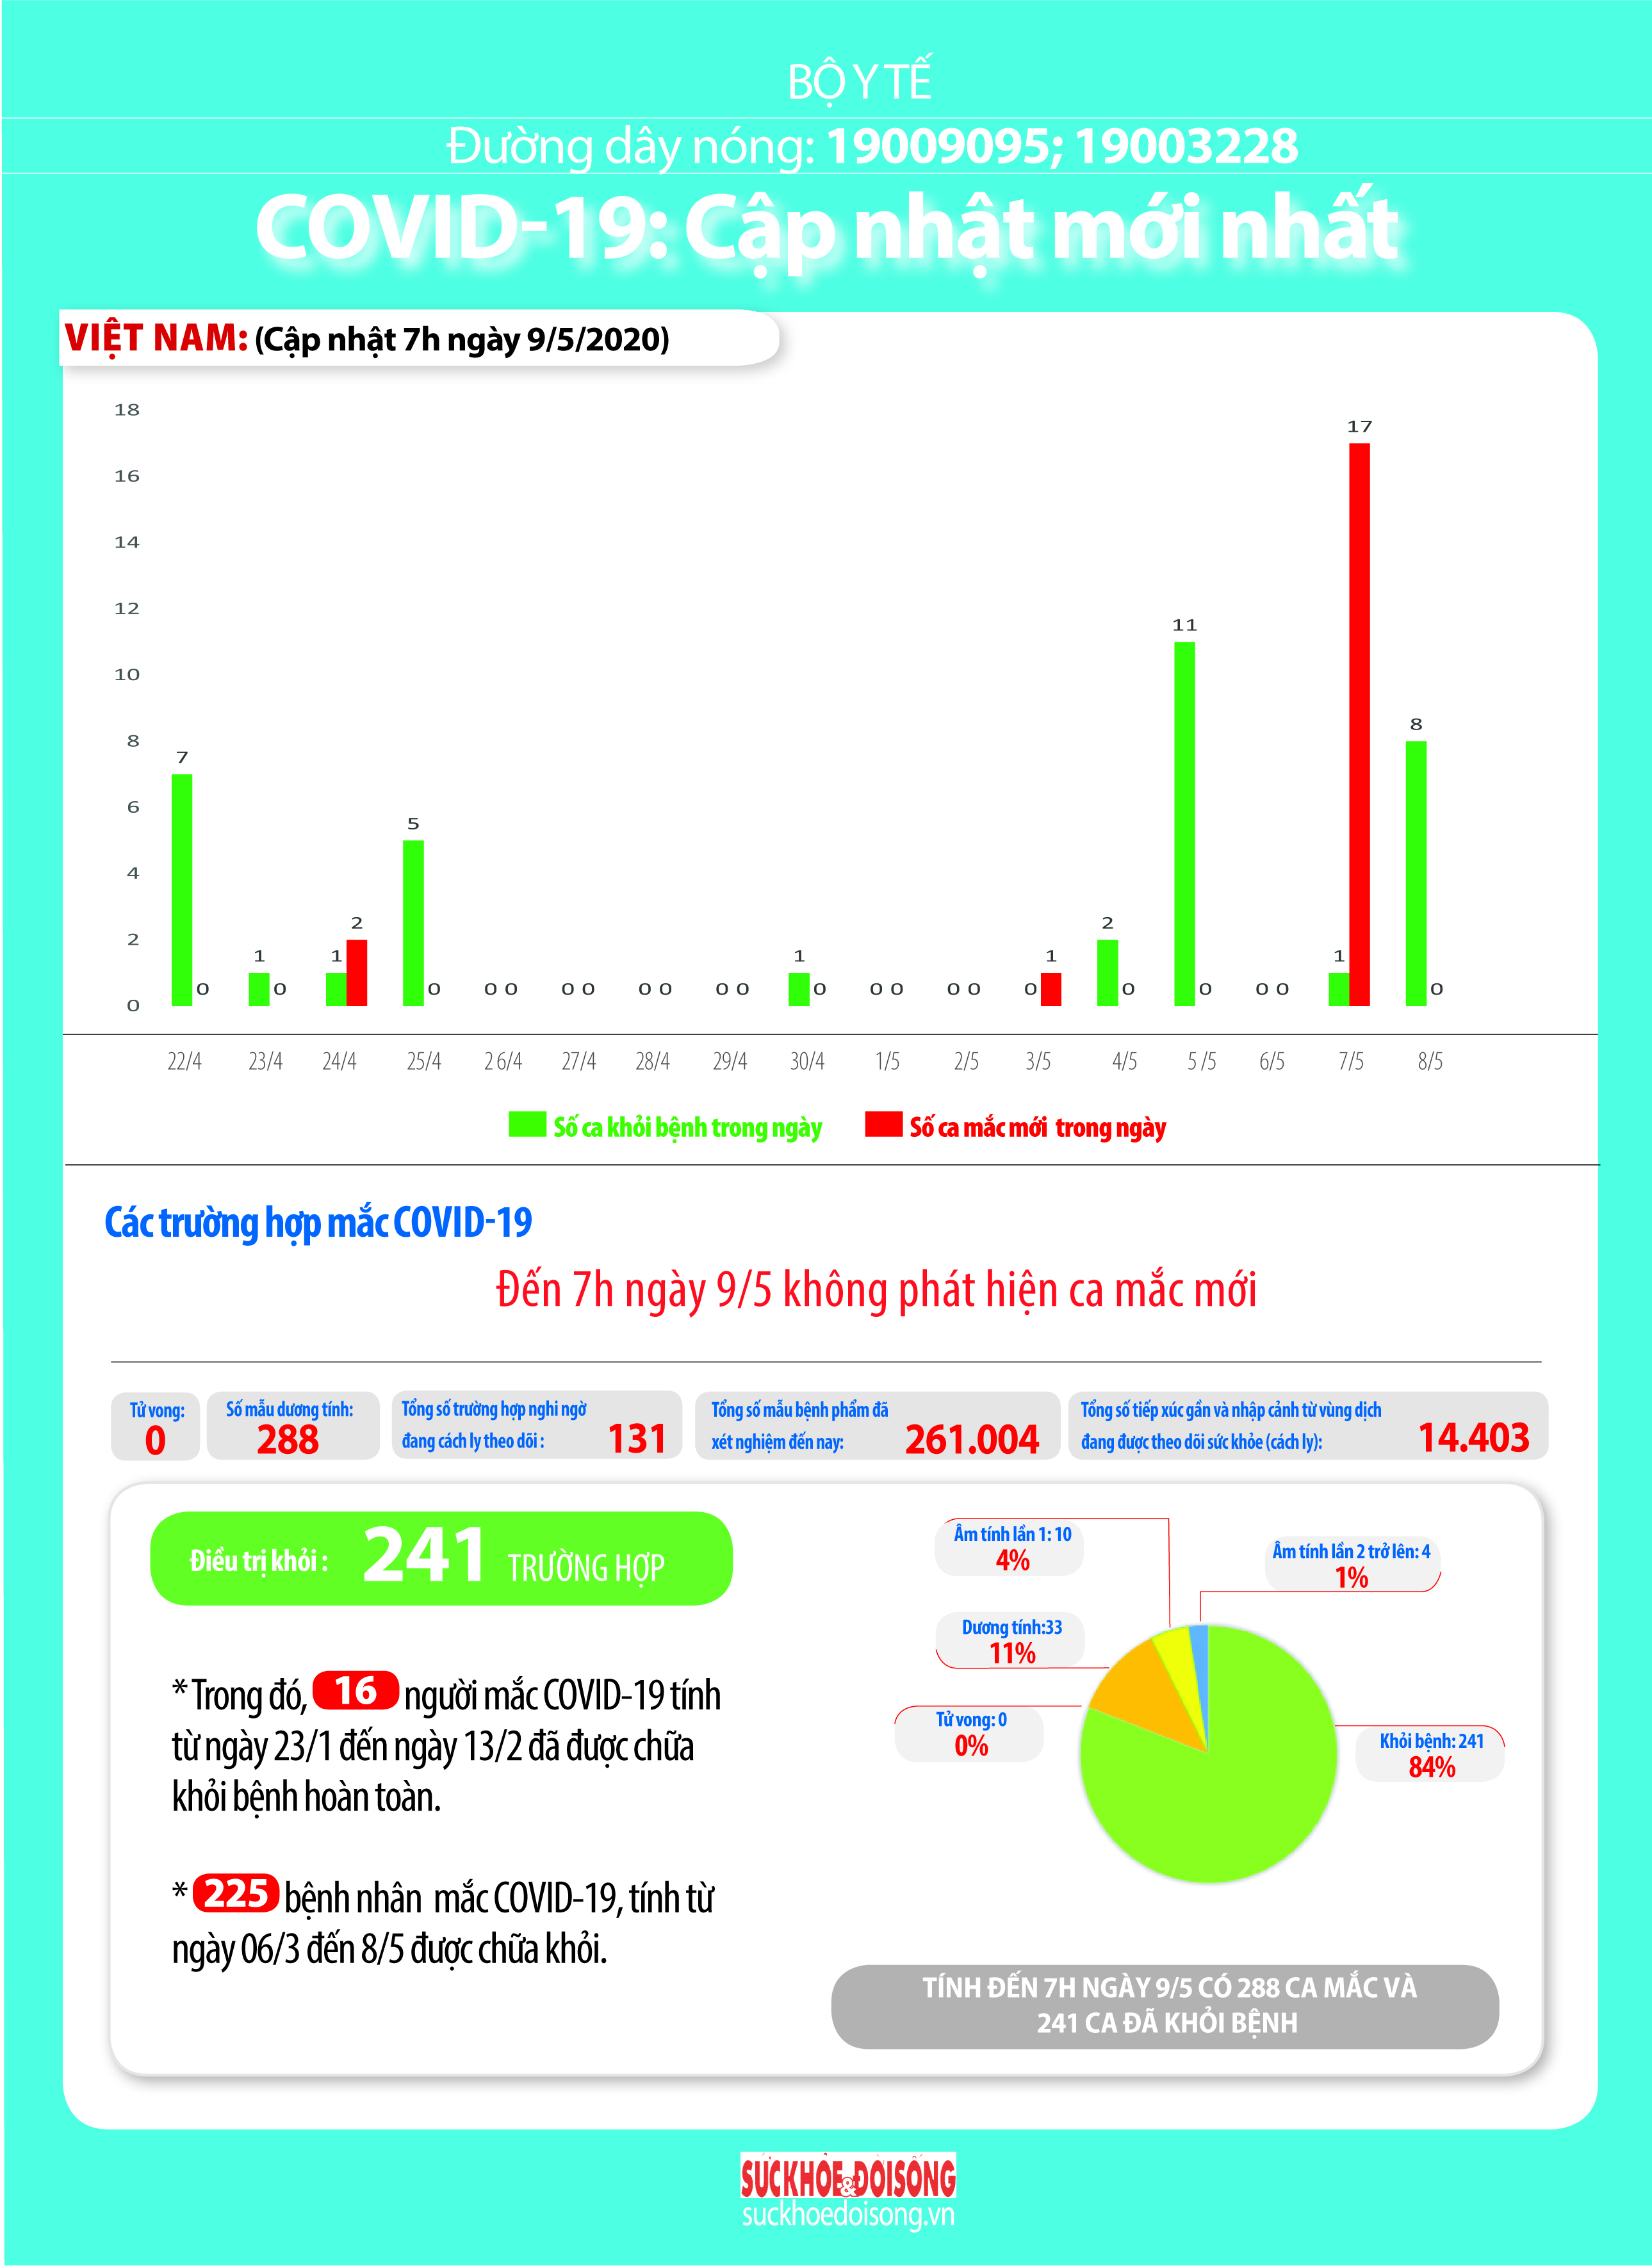 BỘ Y TẾ
Đường dây nóng: 19009095; 19003228
COVID-19: Cập nhật mới nhất
VIỆT NAM: (Cập nhật 7h ngày 9/5/2020)
18
16
14
12
10
8
6
4
2
0
7 0
1 0
1 2
5 0
0 0
0 0
0 0
0 0
1 0
0 0
0 0
0 1
2 0
11 0
0 0
1 17
8 0
22/4 23/4 24/4 25/4 2 6/4 27/4 28/4 29/4 30/4 1/5 2/5 3/5 4/5 5 /5 6/5 7/5 8/5
Số ca khỏi bệnh trong ngày Số ca mắc mới trong ngày
Các trường hợp mắc COVID-19
Đến 7h ngày 9/5 không phát hiện ca mắc mới
Tử vong:
0
Số mẫu dương tính:
288
Tổng số trường hợp nghi ngờ
đang cách ly theo dõi : 131
Tổng số mẫu bệnh phẩm đã
xét nghiệm đến nay: 261.004
Tổng số tiếp xúc gần và nhập cảnh từ vùng dịch
đang được theo dõi sức khỏe (cách ly): 14.403
Điều trị khỏi : 241 TRƯỜNG HỢP
* Trong đó, 16 người mắc COVID-19 tính
từ ngày 23/1 đến ngày 13/2 đã được chữa
khỏi bệnh hoàn toàn.
* 225 bệnh nhân mắc COVID-19, tính từ
ngày 06/3 đến 8/5 được chữa khỏi.
Âm tính lần 1: 10
4%
Âm tính lần 2 trở lên: 4
1%
Dương tính:33
11%
Tử vong: 0
0%
Khỏi bệnh: 241
84%
TÍNH ĐẾN 7H NGÀY 9/5 CÓ 288 CA MẮC VÀ
241 CA ĐÃ KHỎI BỆNH
SỨCKHỎE&ĐỜISỐNG
suckhoedoisong.vn